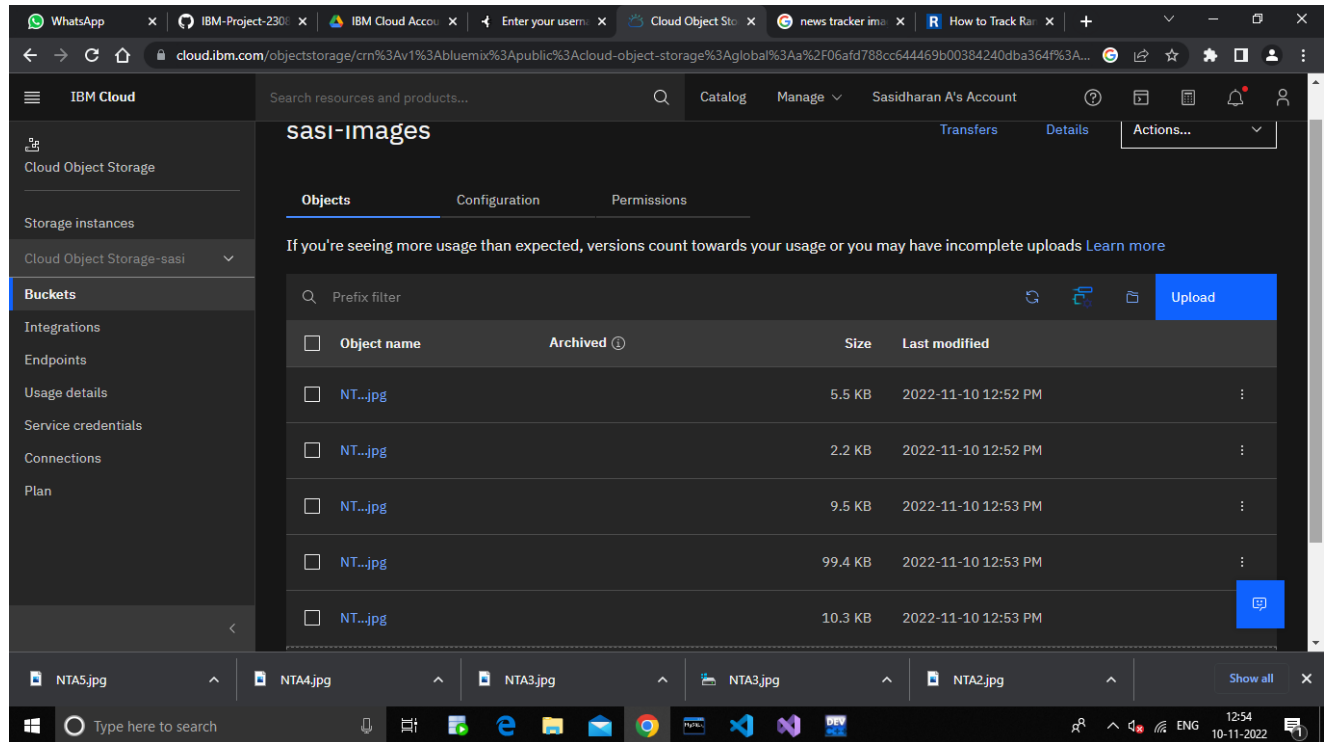 WhatsApp
IBM-Project-2308
IBM Cloud Accou
Enter your userna
Cloud Object Sto
news tracker ima
How to Track Ran
cloud.ibm.com/objectstorage/crn%3Av1%3Abluemix%3Apublic%3Acloud-object-storage%3Aglobal%3Aa%2F06afd788cc644469b00384240dba364f%3A...
IBM Cloud
Search resources and products...
Catalog
Manage
Sasidharan A's Account
Cloud Object Storage
Storage instances
Cloud Object Storage-sasi
Buckets
Integrations
Endpoints
Usage details
Service credentials
Connections
Plan
sasi-images
Transfers
Details
Actions...
Objects
Configuration
Permissions
If you're seeing more usage than expected, versions count towards your usage or you may have incomplete uploads Learn more
Prefix filter
Upload
Object name Archived Size Last modified
NT...jpg 5.5 KB 2022-11-10 12:52 PM
NT...jpg 2.2 KB 2022-11-10 12:52 PM
NT...jpg 9.5 KB 2022-11-10 12:53 PM
NT...jpg 99.4 KB 2022-11-10 12:53 PM
NT...jpg 10.3 KB 2022-11-10 12:53 PM
NTA5.jpg
NTA4.jpg
NTA3.jpg
NTA3.jpg
NTA2.jpg
Show all
Type here to search
DEV
ENG
12:54
10-11-2022
1